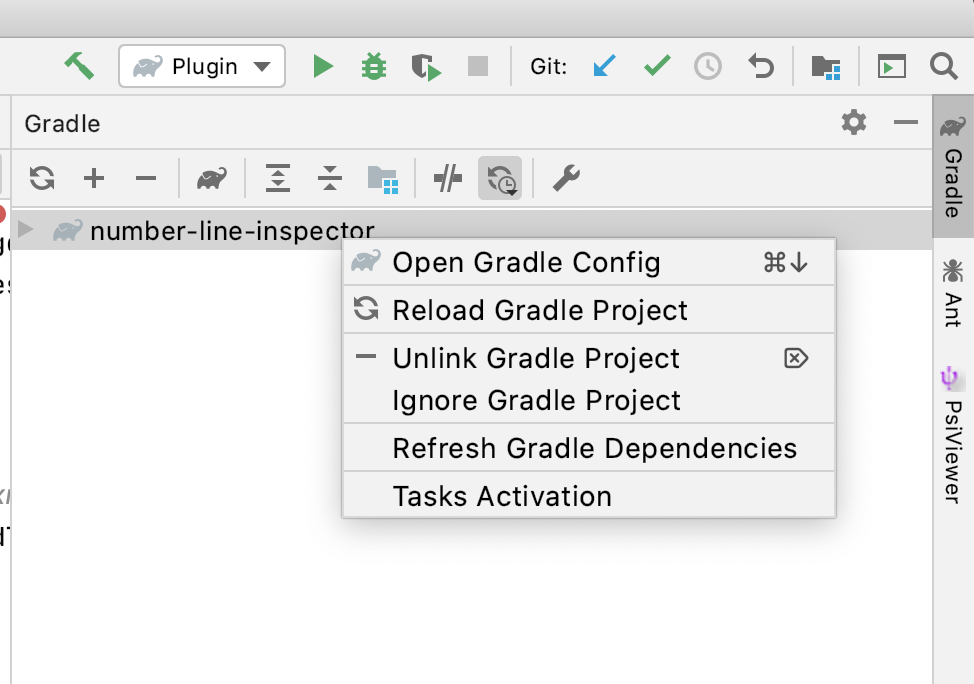 Plugin
Git:
Gradle
number-line-inspector
Open Gradle Config ⌘↓
Reload Gradle Project
Unlink Gradle Project ⌦
Ignore Gradle Project
Refresh Gradle Dependencies
Tasks Activation
Gradle
Ant
PsiViewer